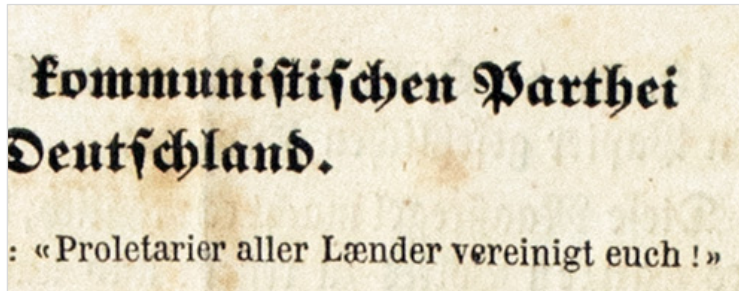 kommuniſtiſchen Parthei
Deutſchland.
: «Proletarier aller Lænder vereinigt euch !»